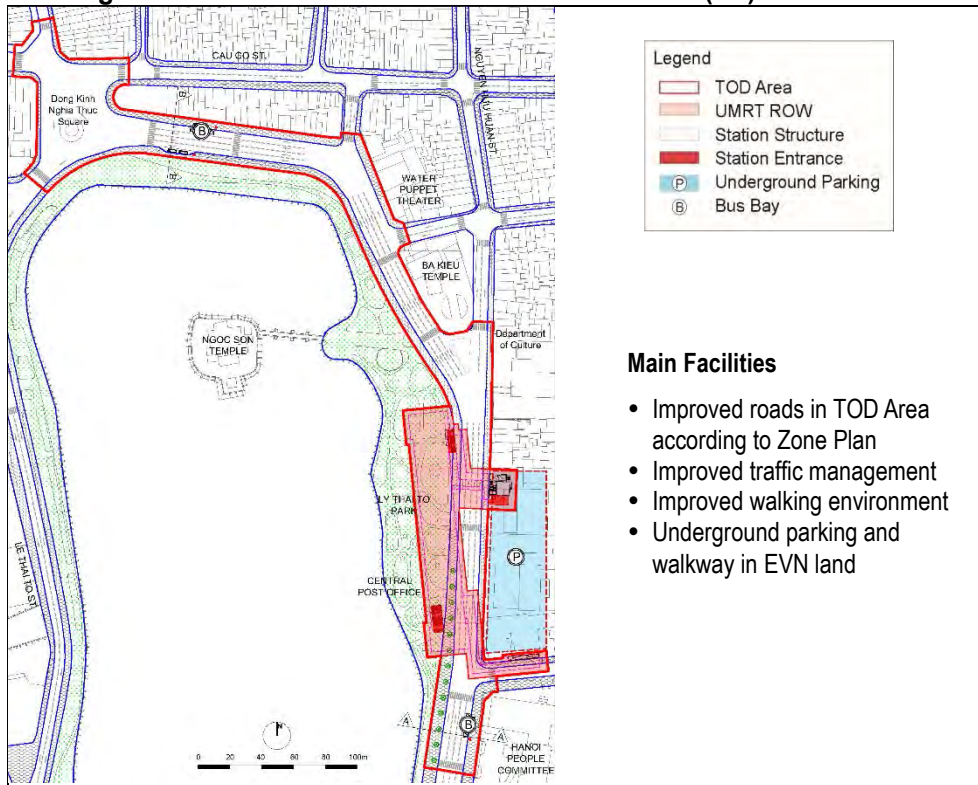 CAU GO ST.
NGUYEN HUU HUAN ST.
Dong Kinh
Nghia Thuc
Square
B
B
B
WATER
PUPPET
THEATER
BA KIEU
TEMPLE
NGOC SON
TEMPLE
Department
of Culture
LY THAI TO
PARK
P
CENTRAL
POST OFFICE
LE THAI TO ST.
A
B
A
HANOI
PEOPLE
COMMITTEE
0 20 40 60 80 100m
Legend
TOD Area
UMRT ROW
Station Structure
Station Entrance
P Underground Parking
B Bus Bay
Main Facilities
• Improved roads in TOD Area
according to Zone Plan
• Improved traffic management
• Improved walking environment
• Underground parking and
walkway in EVN land